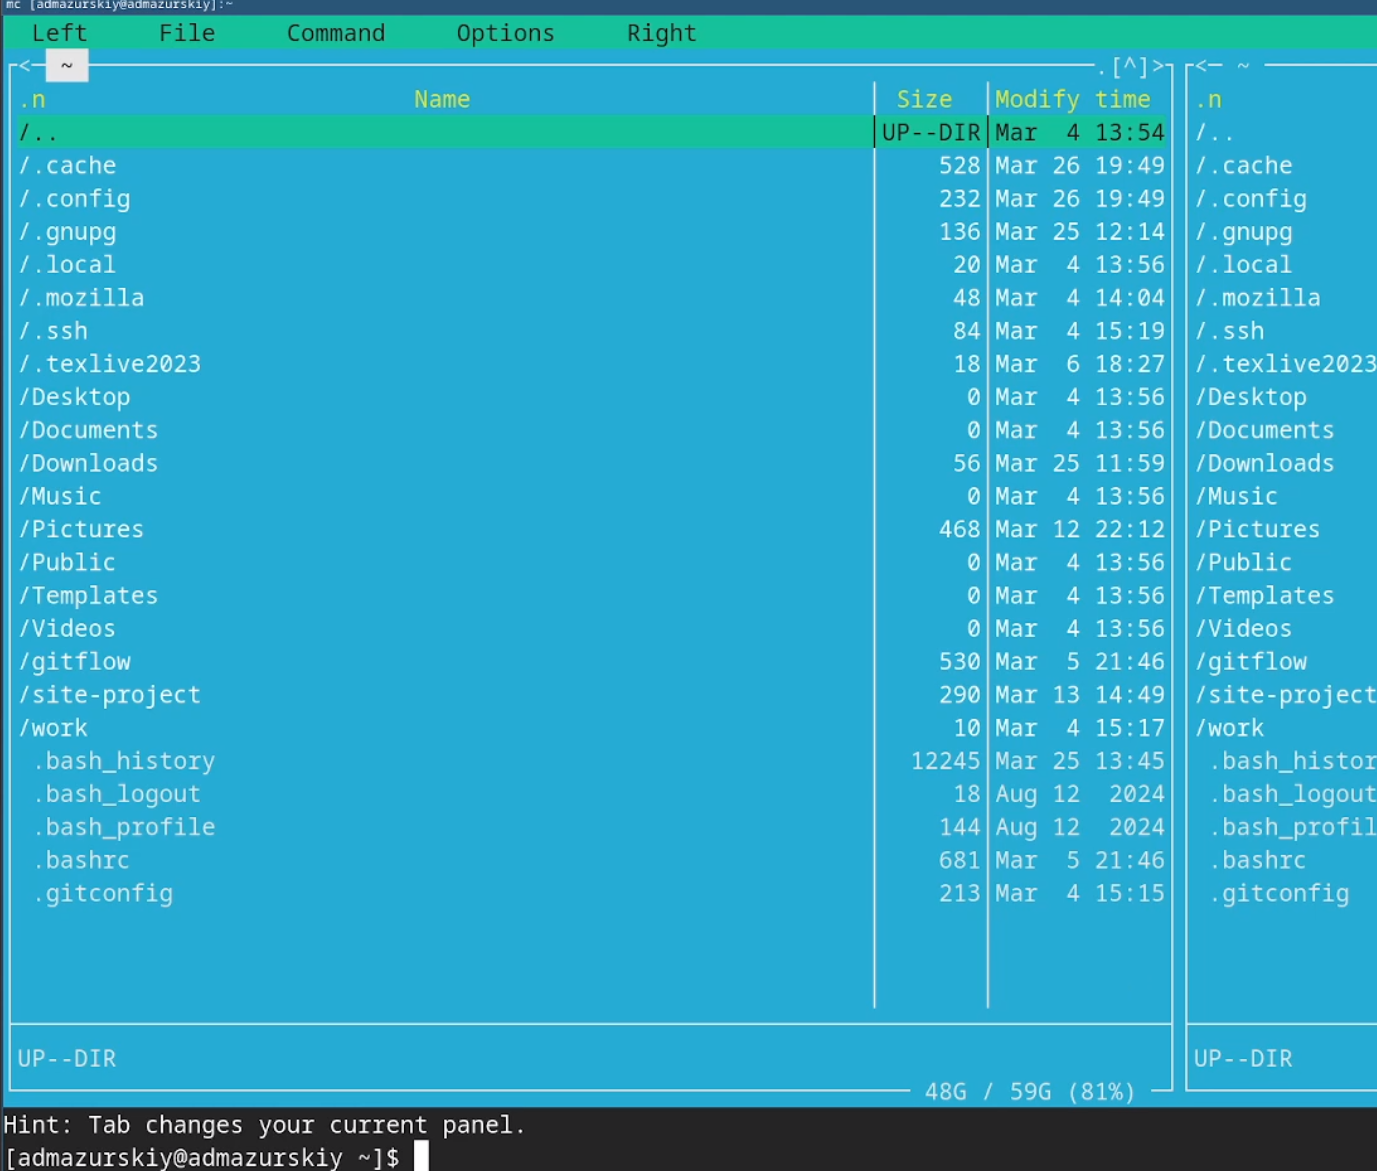 mc [admazurskiy@admazurskiy]:~
Left File Command Options Right
<- ~ .[^]> <- ~
.n Name Size Modify time .n
/.. UP--DIR Mar 4 13:54 /..
/.cache 528 Mar 26 19:49 /.cache
/.config 232 Mar 26 19:49 /.config
/.gnupg 136 Mar 25 12:14 /.gnupg
/.local 20 Mar 4 13:56 /.local
/.mozilla 48 Mar 4 14:04 /.mozilla
/.ssh 84 Mar 4 15:19 /.ssh
/.texlive2023 18 Mar 6 18:27 /.texlive2023
/Desktop 0 Mar 4 13:56 /Desktop
/Documents 0 Mar 4 13:56 /Documents
/Downloads 56 Mar 25 11:59 /Downloads
/Music 0 Mar 4 13:56 /Music
/Pictures 468 Mar 12 22:12 /Pictures
/Public 0 Mar 4 13:56 /Public
/Templates 0 Mar 4 13:56 /Templates
/Videos 0 Mar 4 13:56 /Videos
/gitflow 530 Mar 5 21:46 /gitflow
/site-project 290 Mar 13 14:49 /site-project
/work 10 Mar 4 15:17 /work
.bash_history 12245 Mar 25 13:45 .bash_histor
.bash_logout 18 Aug 12 2024 .bash_logout
.bash_profile 144 Aug 12 2024 .bash_profil
.bashrc 681 Mar 5 21:46 .bashrc
.gitconfig 213 Mar 4 15:15 .gitconfig
UP--DIR UP--DIR
48G / 59G (81%)
Hint: Tab changes your current panel.
[admazurskiy@admazurskiy ~]$